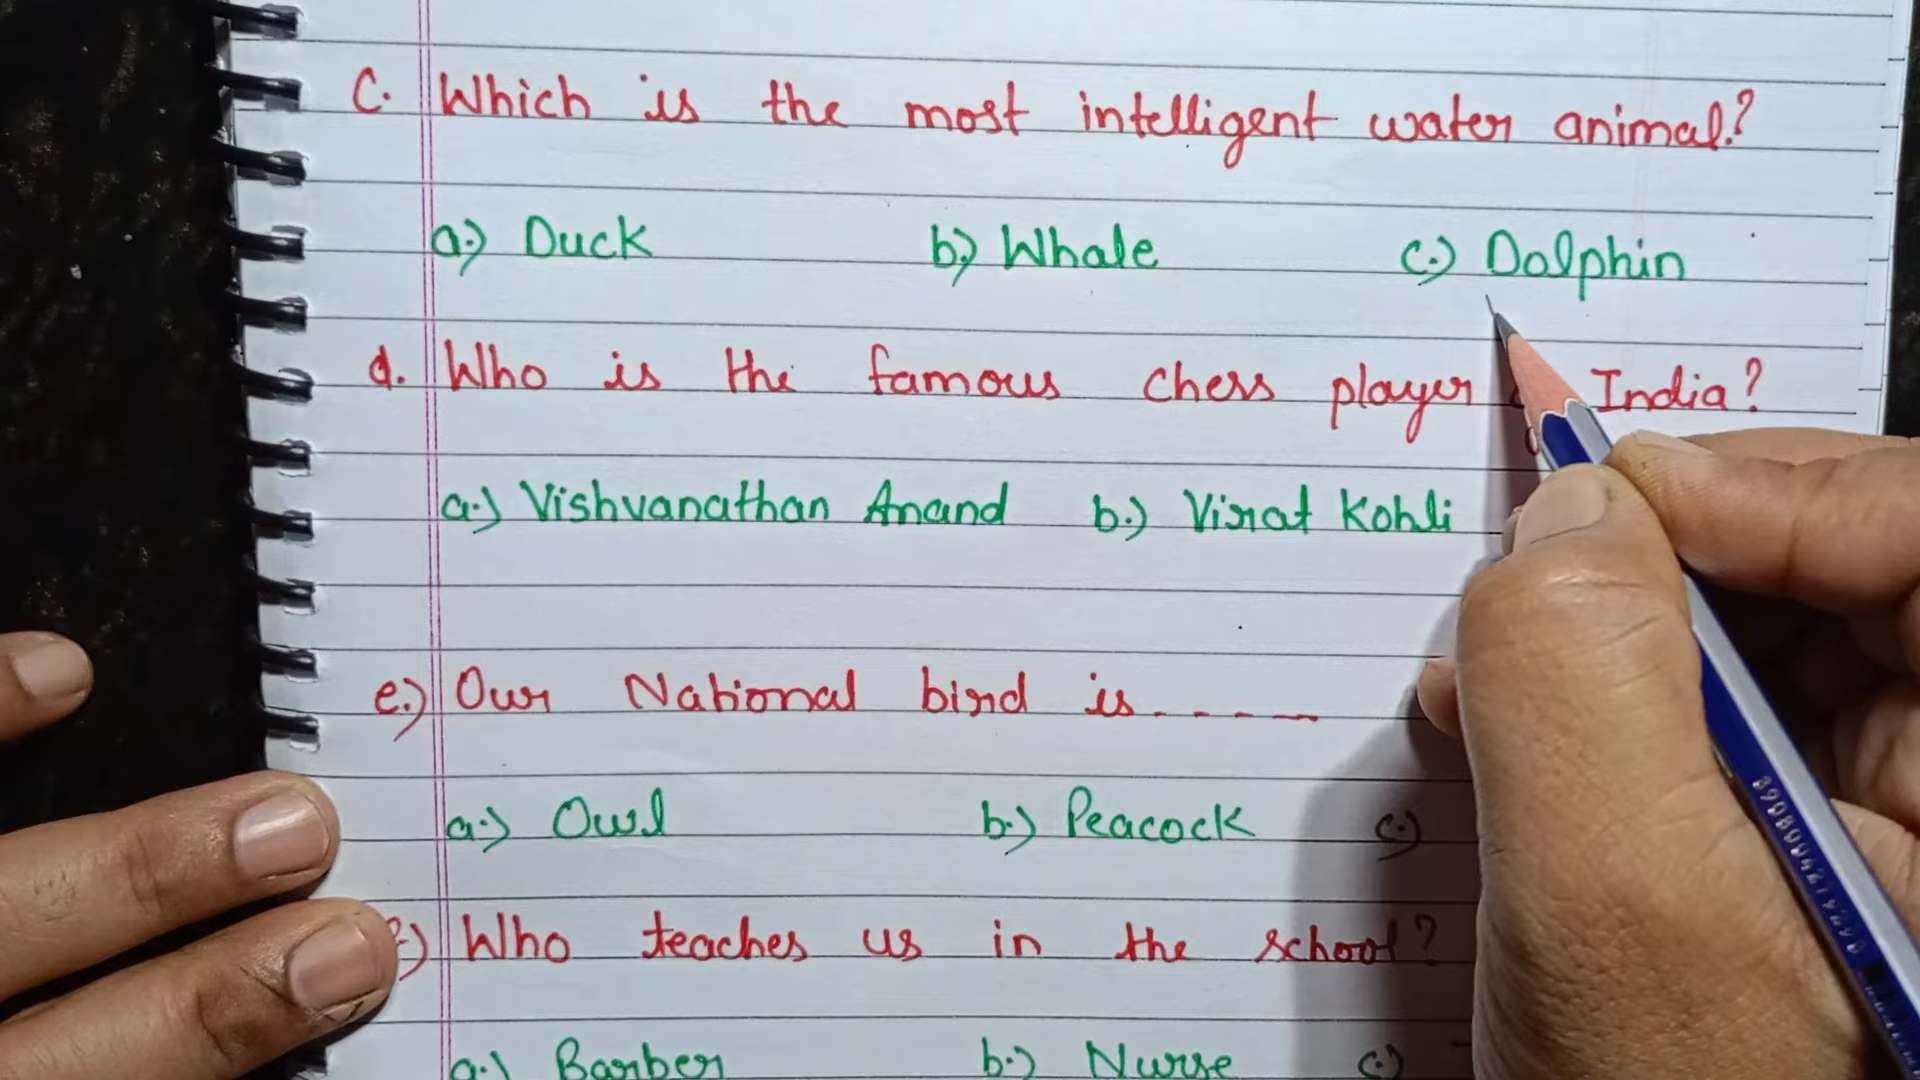 C. Which is the most intelligent water animal?
a.) Duck b.) Whale c.) Dolphin
d. Who is the famous chess player India?
a.) Vishvanathan Anand b.) Virat Kohli
e.) Our National bird is - - - - -
a.) Owl b.) Peacock c.)
f.) Who teaches us in the school?
a.) Barber b.) Nurse c.)